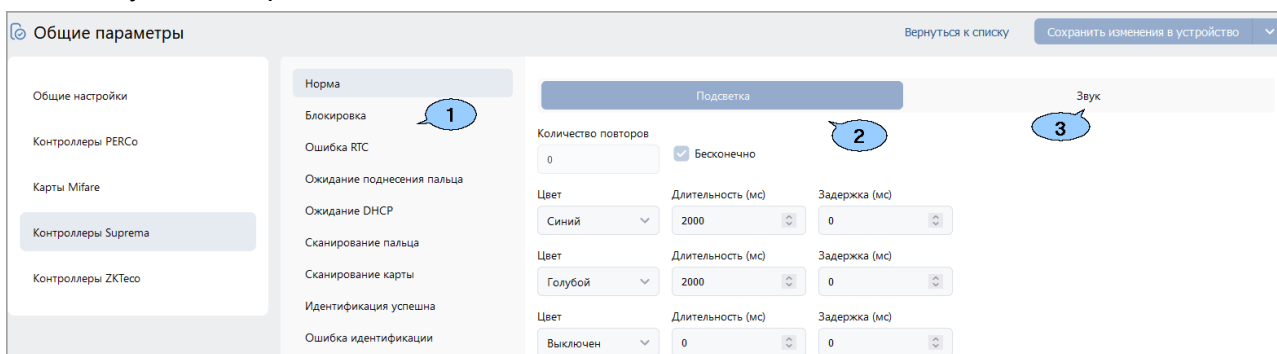 Общие параметры
Вернуться к списку
Сохранить изменения в устройство
Общие настройки
Контроллеры PERCo
Карты Mifare
Контроллеры Suprema
Контроллеры ZKTeco
Норма
Блокировка
Ошибка RTC
Ожидание поднесения пальца
Ожидание DHCP
Сканирование пальца
Сканирование карты
Идентификация успешна
Ошибка идентификации
1
Подсветка
Звук
2
3
Количество повторов
0
Бесконечно
Цвет Длительность (мс) Задержка (мс)
Синий 2000 0
Цвет Длительность (мс) Задержка (мс)
Голубой 2000 0
Цвет Длительность (мс) Задержка (мс)
Выключен 0 0